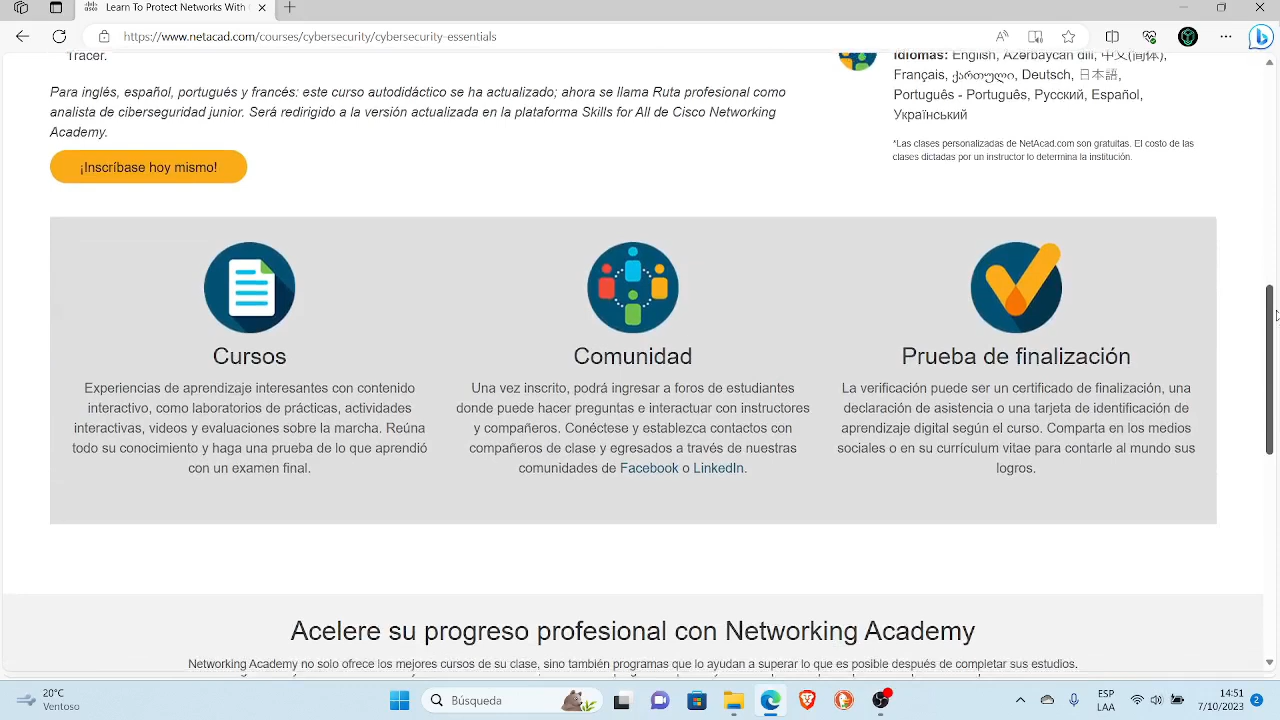 Learn To Protect Networks With
https://www.netacad.com/courses/cybersecurity/cybersecurity-essentials
Tracer.
Para inglés, español, portugués y francés: este curso autodidáctico se ha actualizado; ahora se llama Ruta profesional como
analista de ciberseguridad junior. Será redirigido a la versión actualizada en la plataforma Skills for All de Cisco Networking
Academy.
¡Inscríbase hoy mismo!
Idiomas: English, Azərbaycan dili, 中文(简体),
Français, ქართული, Deutsch, 日本語,
Português - Português, Русский, Español,
Український
*Las clases personalizadas de NetAcad.com son gratuitas. El costo de las
clases dictadas por un instructor lo determina la institución.
Cursos
Experiencias de aprendizaje interesantes con contenido
interactivo, como laboratorios de prácticas, actividades
interactivas, videos y evaluaciones sobre la marcha. Reúna
todo su conocimiento y haga una prueba de lo que aprendió
con un examen final.
Comunidad
Una vez inscrito, podrá ingresar a foros de estudiantes
donde puede hacer preguntas e interactuar con instructores
y compañeros. Conéctese y establezca contactos con
compañeros de clase y egresados a través de nuestras
comunidades de Facebook o LinkedIn.
Prueba de finalización
La verificación puede ser un certificado de finalización, una
declaración de asistencia o una tarjeta de identificación de
aprendizaje digital según el curso. Comparta en los medios
sociales o en su currículum vitae para contarle al mundo sus
logros.
Acelere su progreso profesional con Networking Academy
Networking Academy no solo ofrece los mejores cursos de su clase, sino también programas que lo ayudan a superar lo que es posible después de completar sus estudios.
20°C
Ventoso
Búsqueda
ESP
LAA
14:51
7/10/2023
2